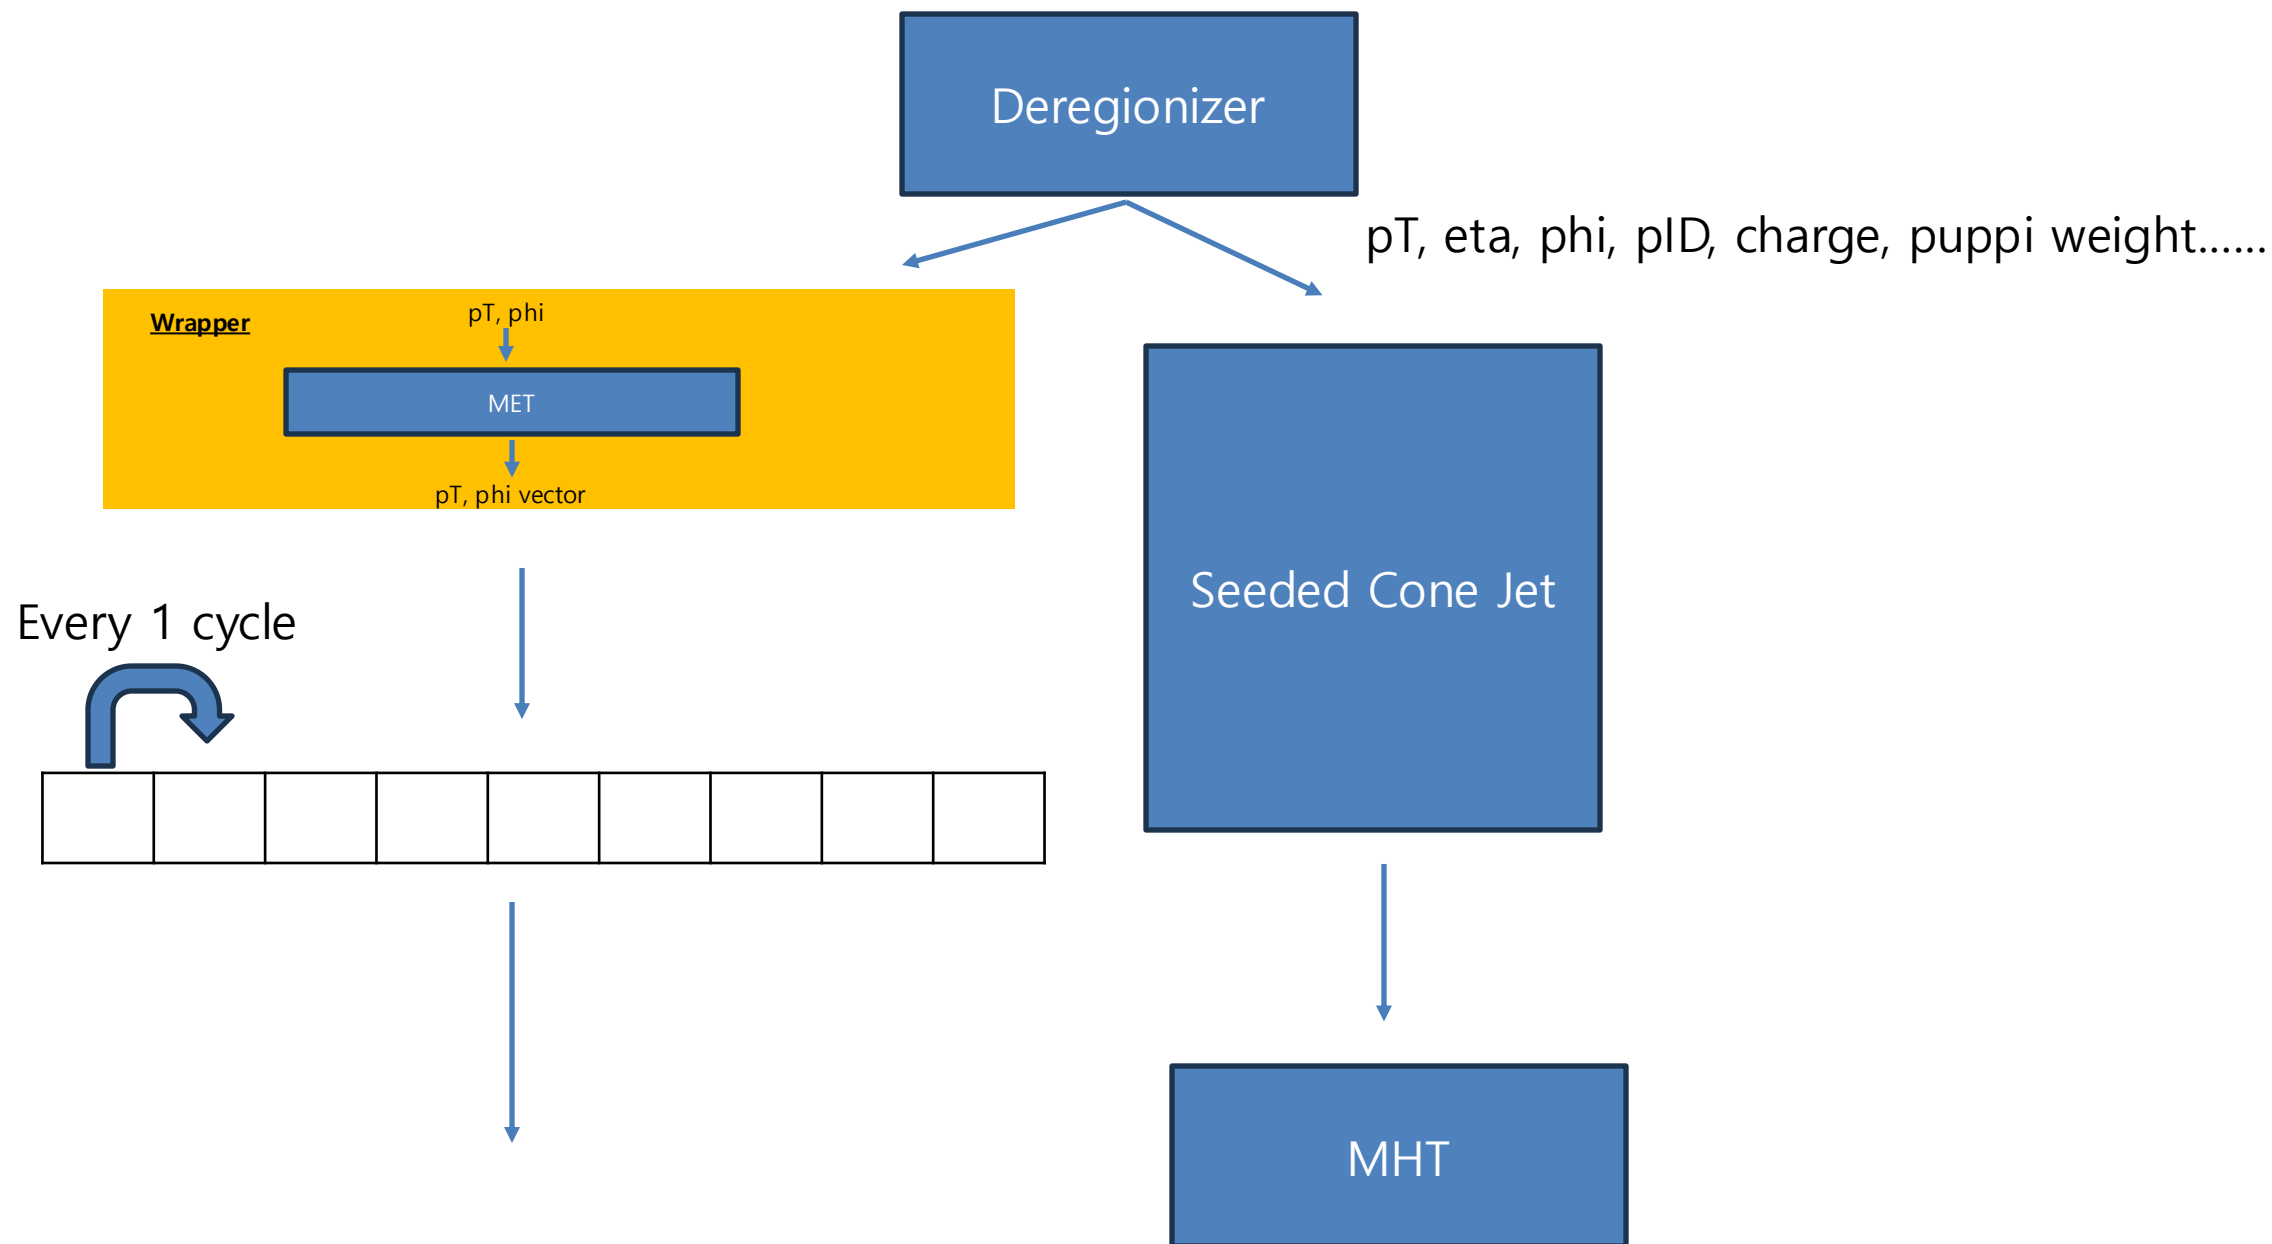 Deregionizer
pT, eta, phi, pID, charge, puppi weight......
Wrapper
pT, phi
MET
pT, phi vector
Seeded Cone Jet
Every 1 cycle
MHT